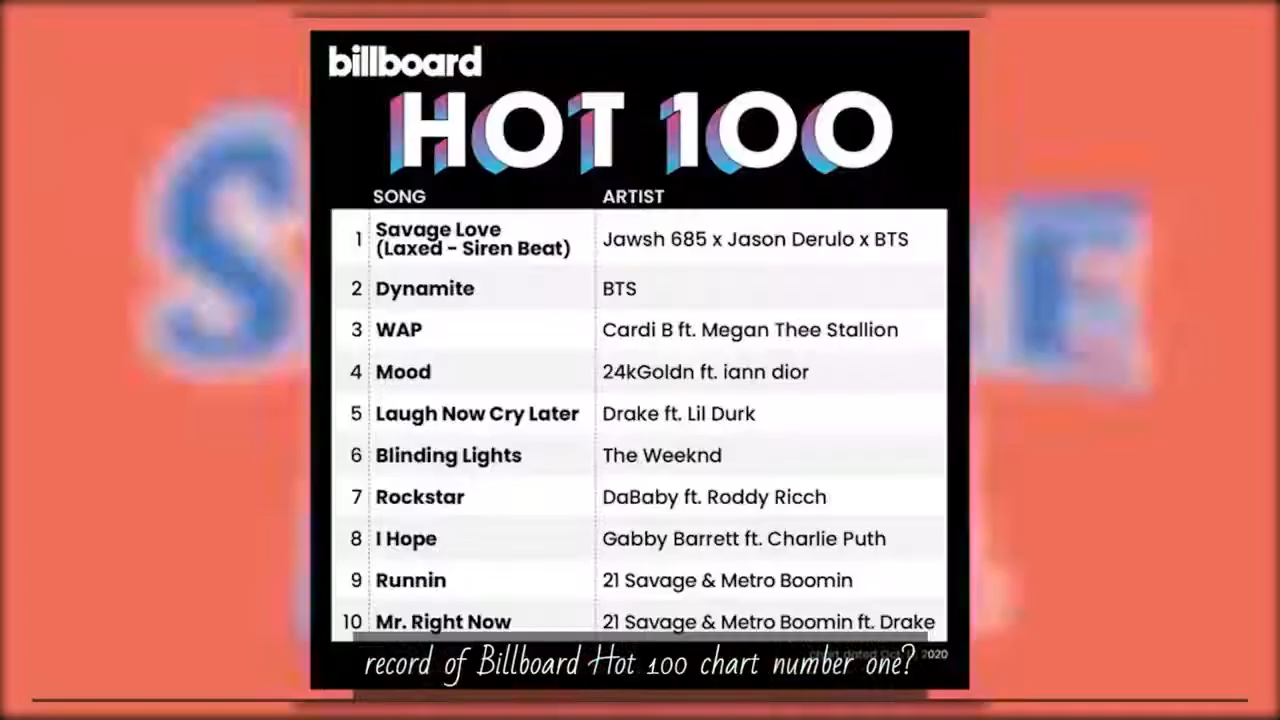 billboard
HOT 100
SONG ARTIST
1 Savage Love
(Laxed - Siren Beat) Jawsh 685 x Jason Derulo x BTS
2 Dynamite BTS
3 WAP Cardi B ft. Megan Thee Stallion
4 Mood 24kGoldn ft. iann dior
5 Laugh Now Cry Later Drake ft. Lil Durk
6 Blinding Lights The Weeknd
7 Rockstar DaBaby ft. Roddy Ricch
8 I Hope Gabby Barrett ft. Charlie Puth
9 Runnin 21 Savage & Metro Boomin
10 Mr. Right Now 21 Savage & Metro Boomin ft. Drake
chart dated Oct 2020
record of Billboard Hot 100 chart number one?